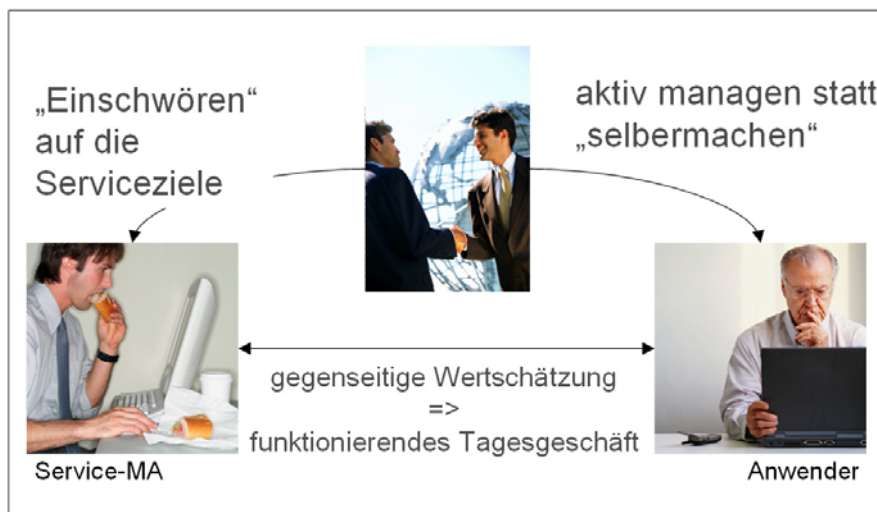 „Einschwören“
auf die
Serviceziele
aktiv managen statt
„selbermachen“
gegenseitige Wertschätzung
=>
funktionierendes Tagesgeschäft
Service-MA
Anwender